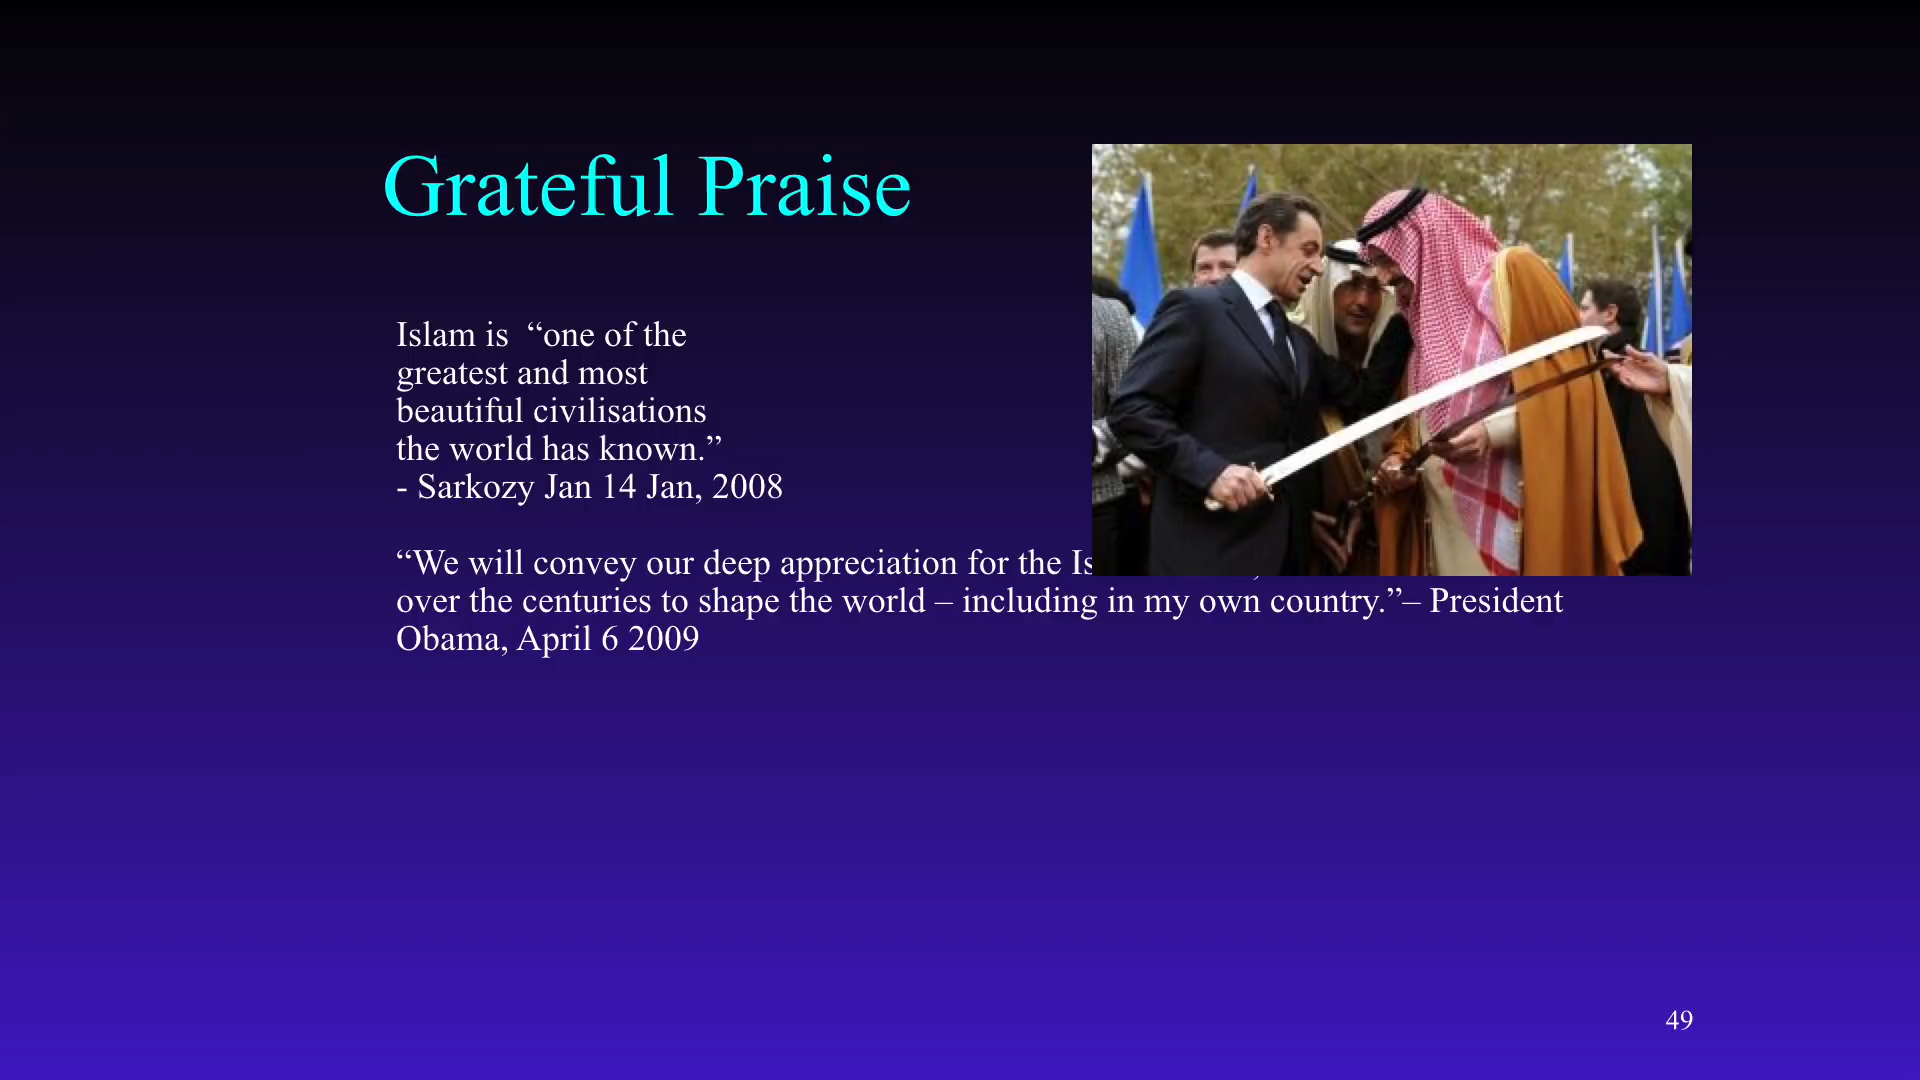 Grateful Praise
Islam is  “one of the
greatest and most
beautiful civilisations
the world has known.”
- Sarkozy Jan 14 Jan, 2008
“We will convey our deep appreciation for the
over the centuries to shape the world – including in my own country.”– President
Obama, April 6 2009
49